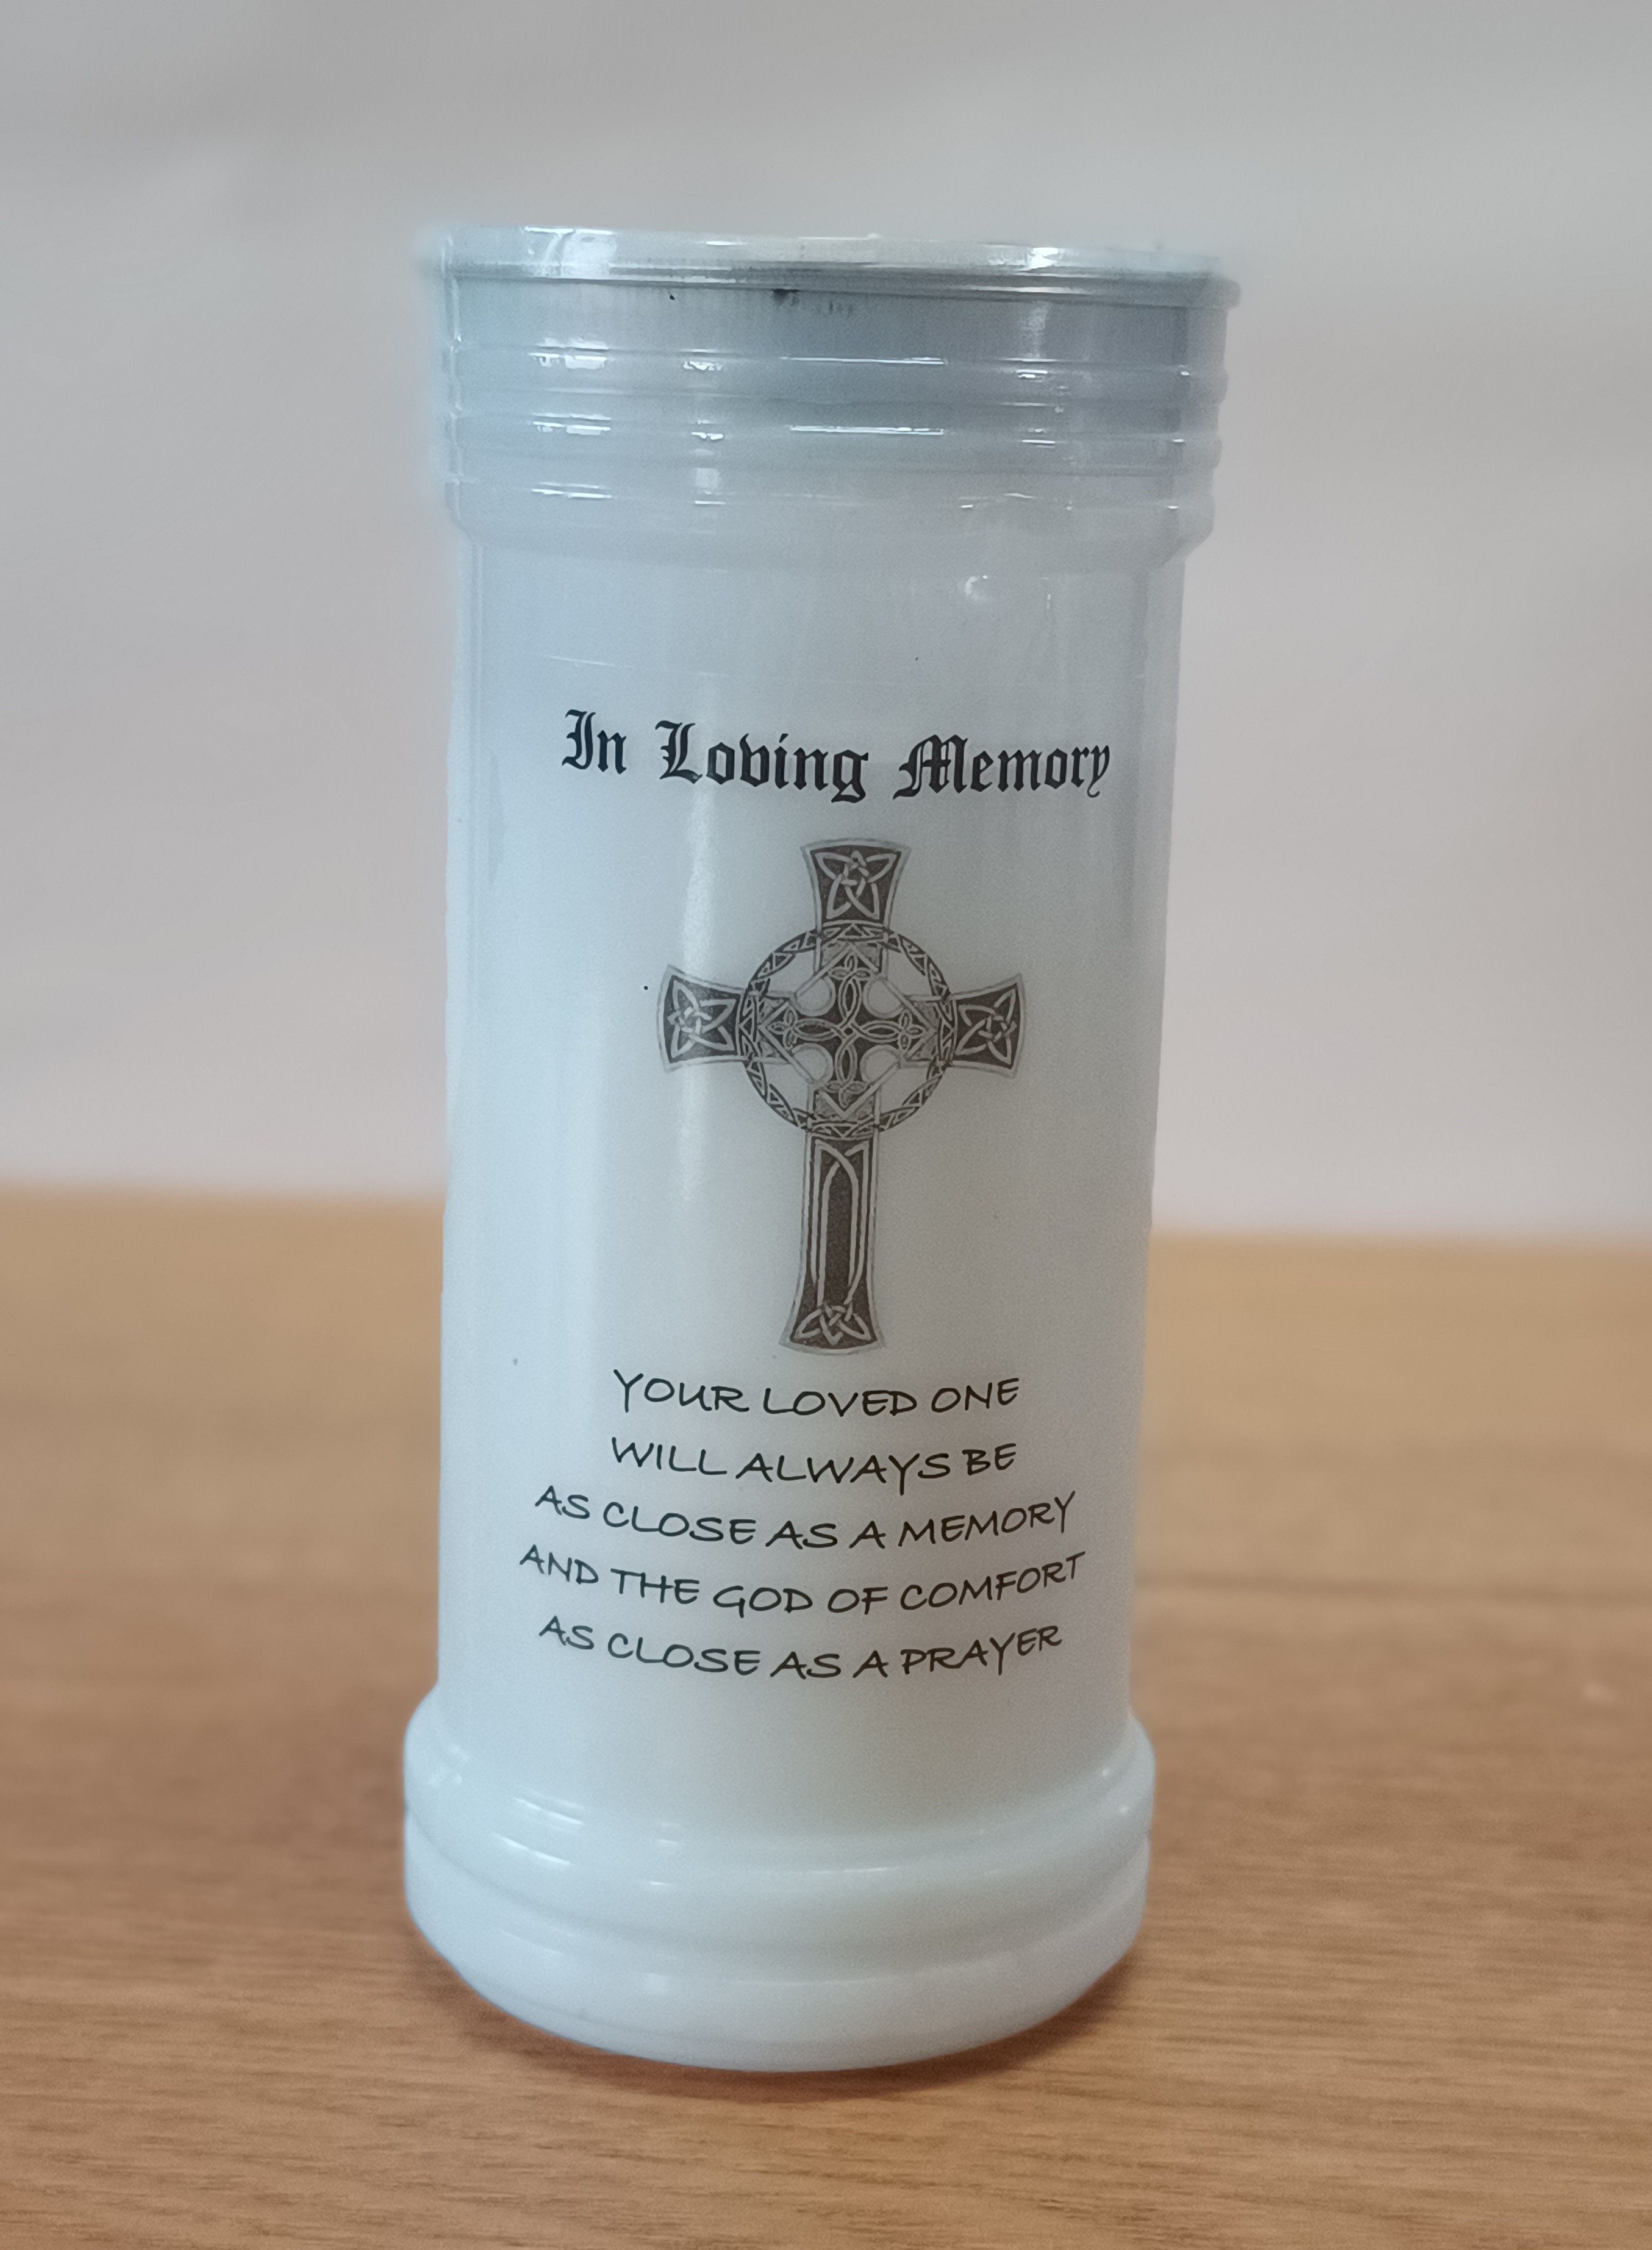 In Loving Memory
YOUR LOVED ONE
WILL ALWAYS BE
AS CLOSE AS A MEMORY
AND THE GOD OF COMFORT
AS CLOSE AS A PRAYER